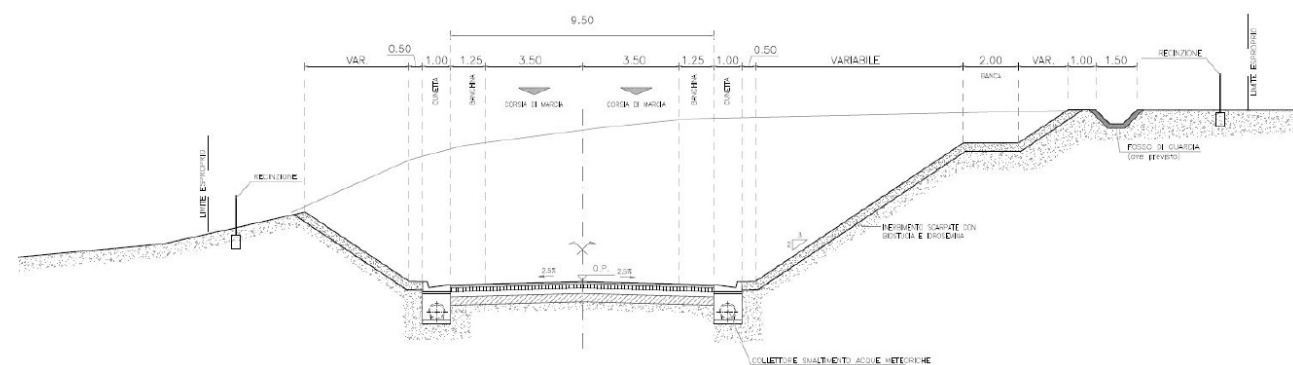 9.50
VAR.
0.50
1.00
1.25
3.50
3.50
1.25
1.00
0.50
VARIABILE
2.00
VAR.
1.00
1.50
CUNETTA
BANCHINA
CORSIA DI MARCIA
CORSIA DI MARCIA
BANCHINA
CUNETTA
BANCA
RECINZIONE
LIMITE ESPROPRIO
RECINZIONE
LIMITE ESPROPRIO
FOSSO DI GUARDIA
(ove previsto)
INERBIMENTO SCARPATE CON
BIOSTUOIA E IDROSEMINA
3
2
2.5%
Q.P.
2.5%
COLLETTORE SMALTIMENTO ACQUE METEORICHE